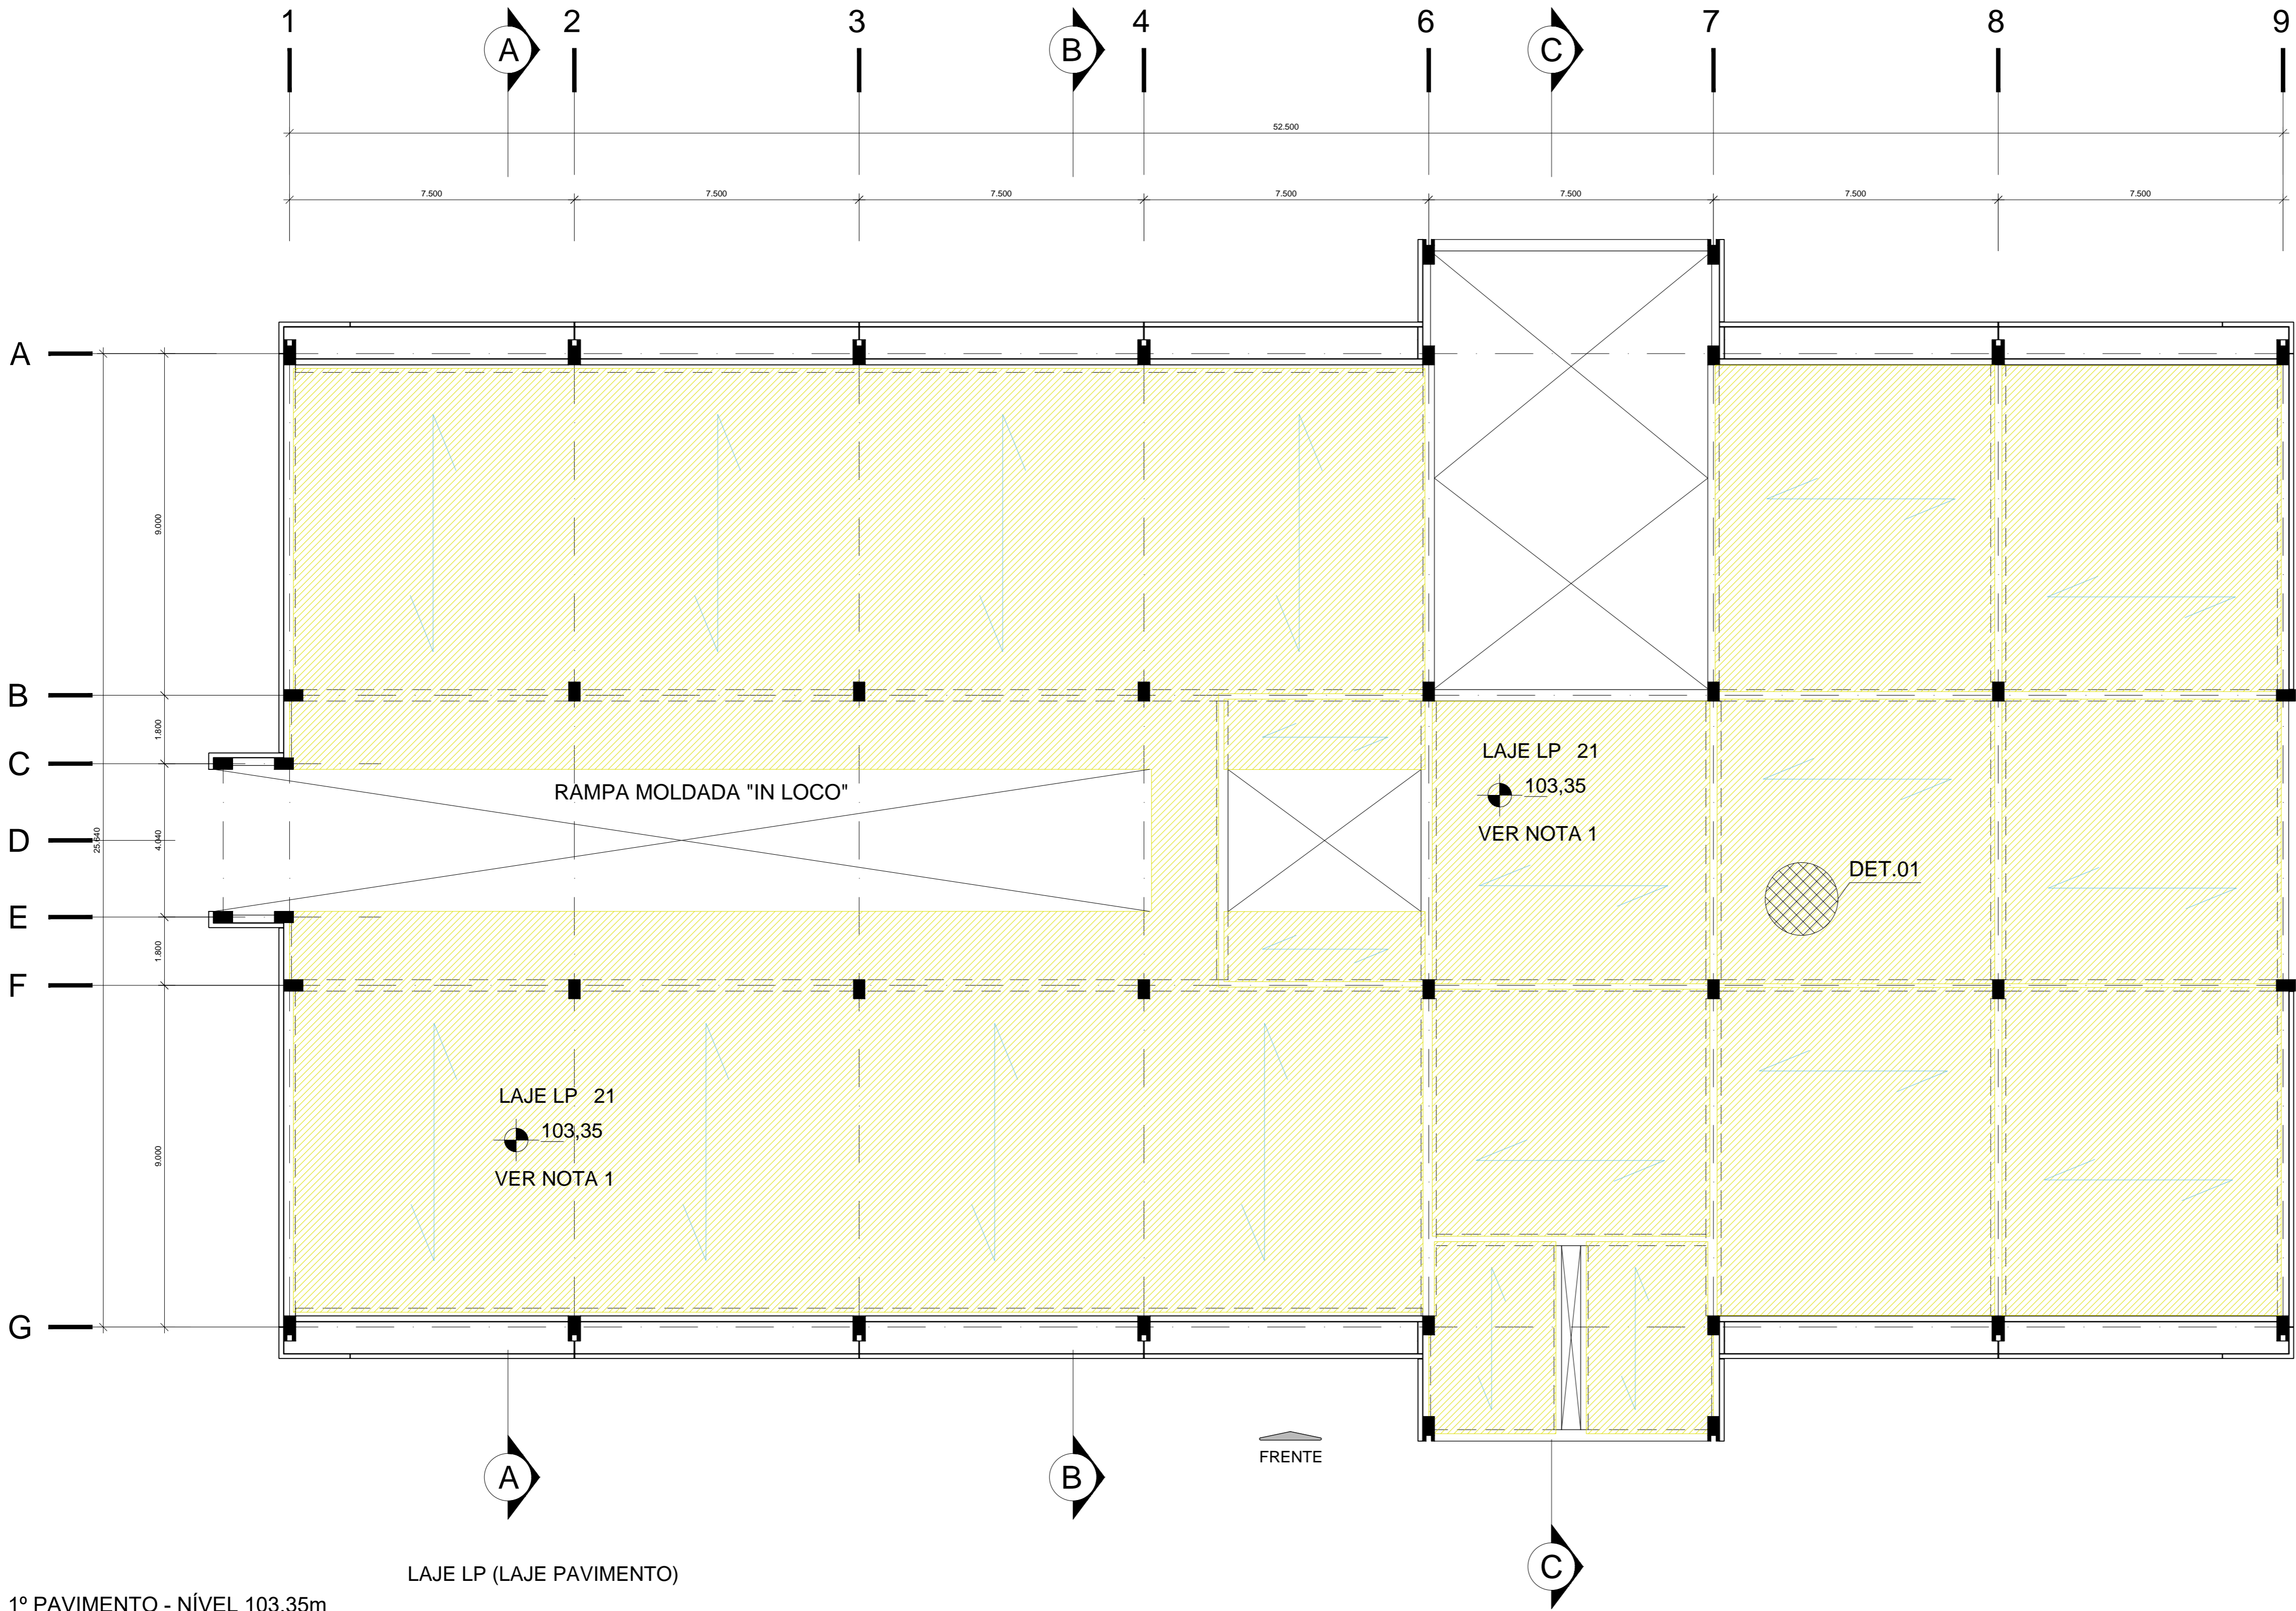 1 2 3 4 6 7 8 9
A B C
52.500
7.500 7.500 7.500 7.500 7.500 7.500 7.500
A
9.000
B
1.800
C
LAJE LP 21
103,35
VER NOTA 1
RAMPA MOLDADA "IN LOCO"
D
25.640
4.040
DET.01
E
1.800
F
LAJE LP 21
103,35
VER NOTA 1
9.000
G
FRENTE
A B
C
LAJE LP (LAJE PAVIMENTO)
1º PAVIMENTO - NÍVEL 103,35m